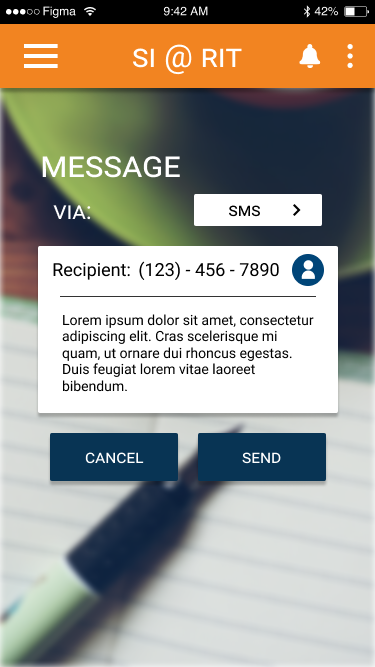 Figma 9:42 AM 42%
SI @ RIT
MESSAGE
VIA: SMS
Recipient: (123) - 456 - 7890
Lorem ipsum dolor sit amet, consectetur
adipiscing elit. Cras scelerisque mi
quam, ut ornare dui rhoncus egestas.
Duis feugiat lorem vitae laoreet
bibendum.
CANCEL SEND